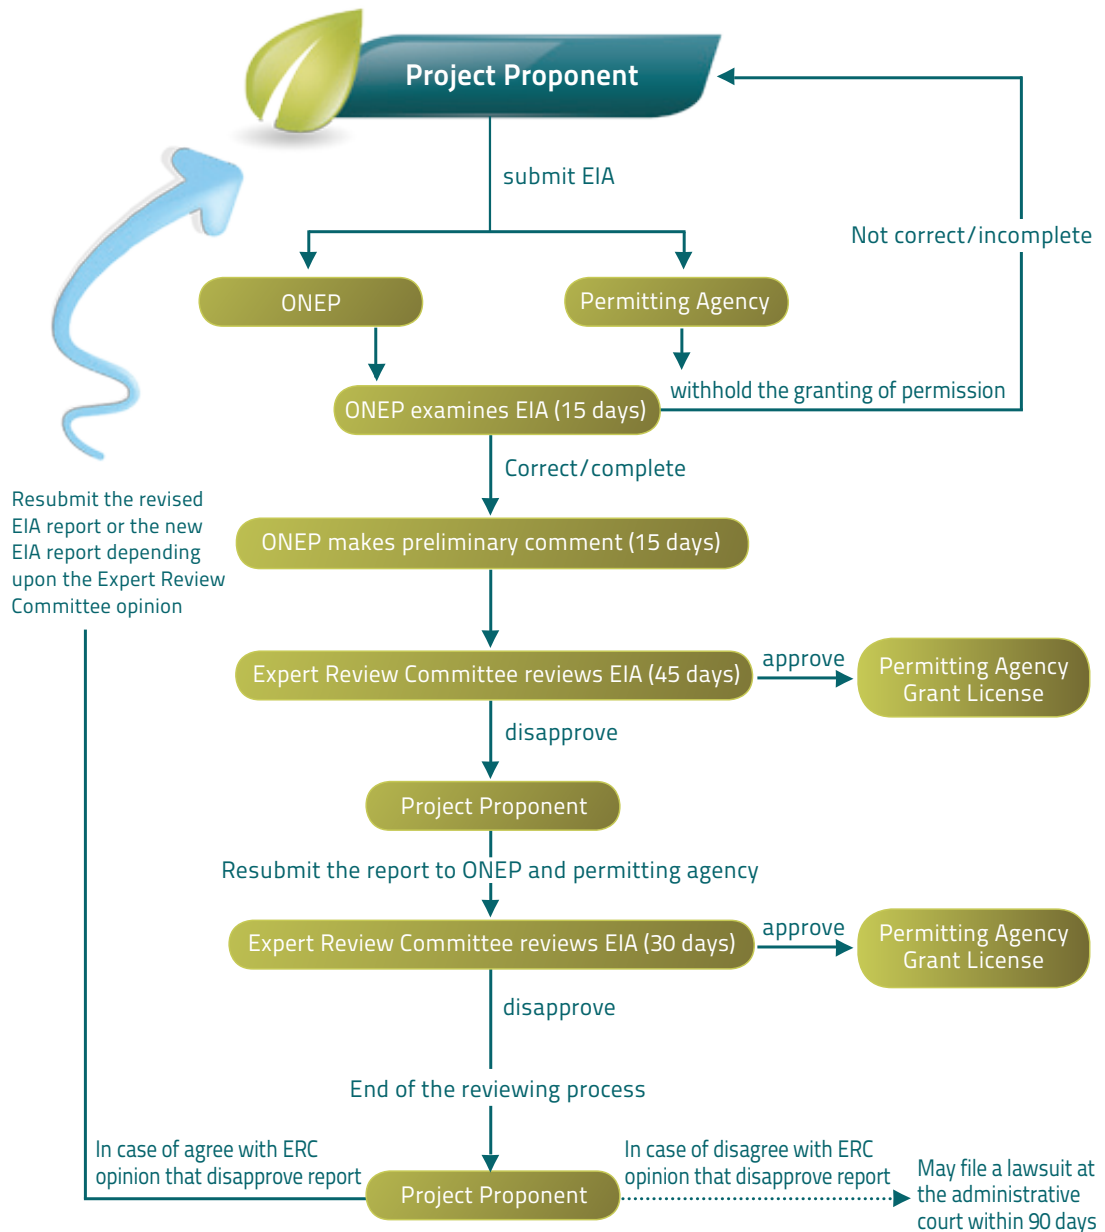 Project Proponent
submit EIA
Not correct/incomplete
ONEP
Permitting Agency
withhold the granting of permission
ONEP examines EIA (15 days)
Correct/complete
Resubmit the revised
EIA report or the new
EIA report depending
upon the Expert Review
Committee opinion
ONEP makes preliminary comment (15 days)
Expert Review Committee reviews EIA (45 days)
approve
Permitting Agency
Grant License
disapprove
Project Proponent
Resubmit the report to ONEP and permitting agency
Expert Review Committee reviews EIA (30 days)
approve
Permitting Agency
Grant License
disapprove
End of the reviewing process
In case of agree with ERC
opinion that disapprove report
Project Proponent
In case of disagree with ERC
opinion that disapprove report
May file a lawsuit at
the administrative
court within 90 days